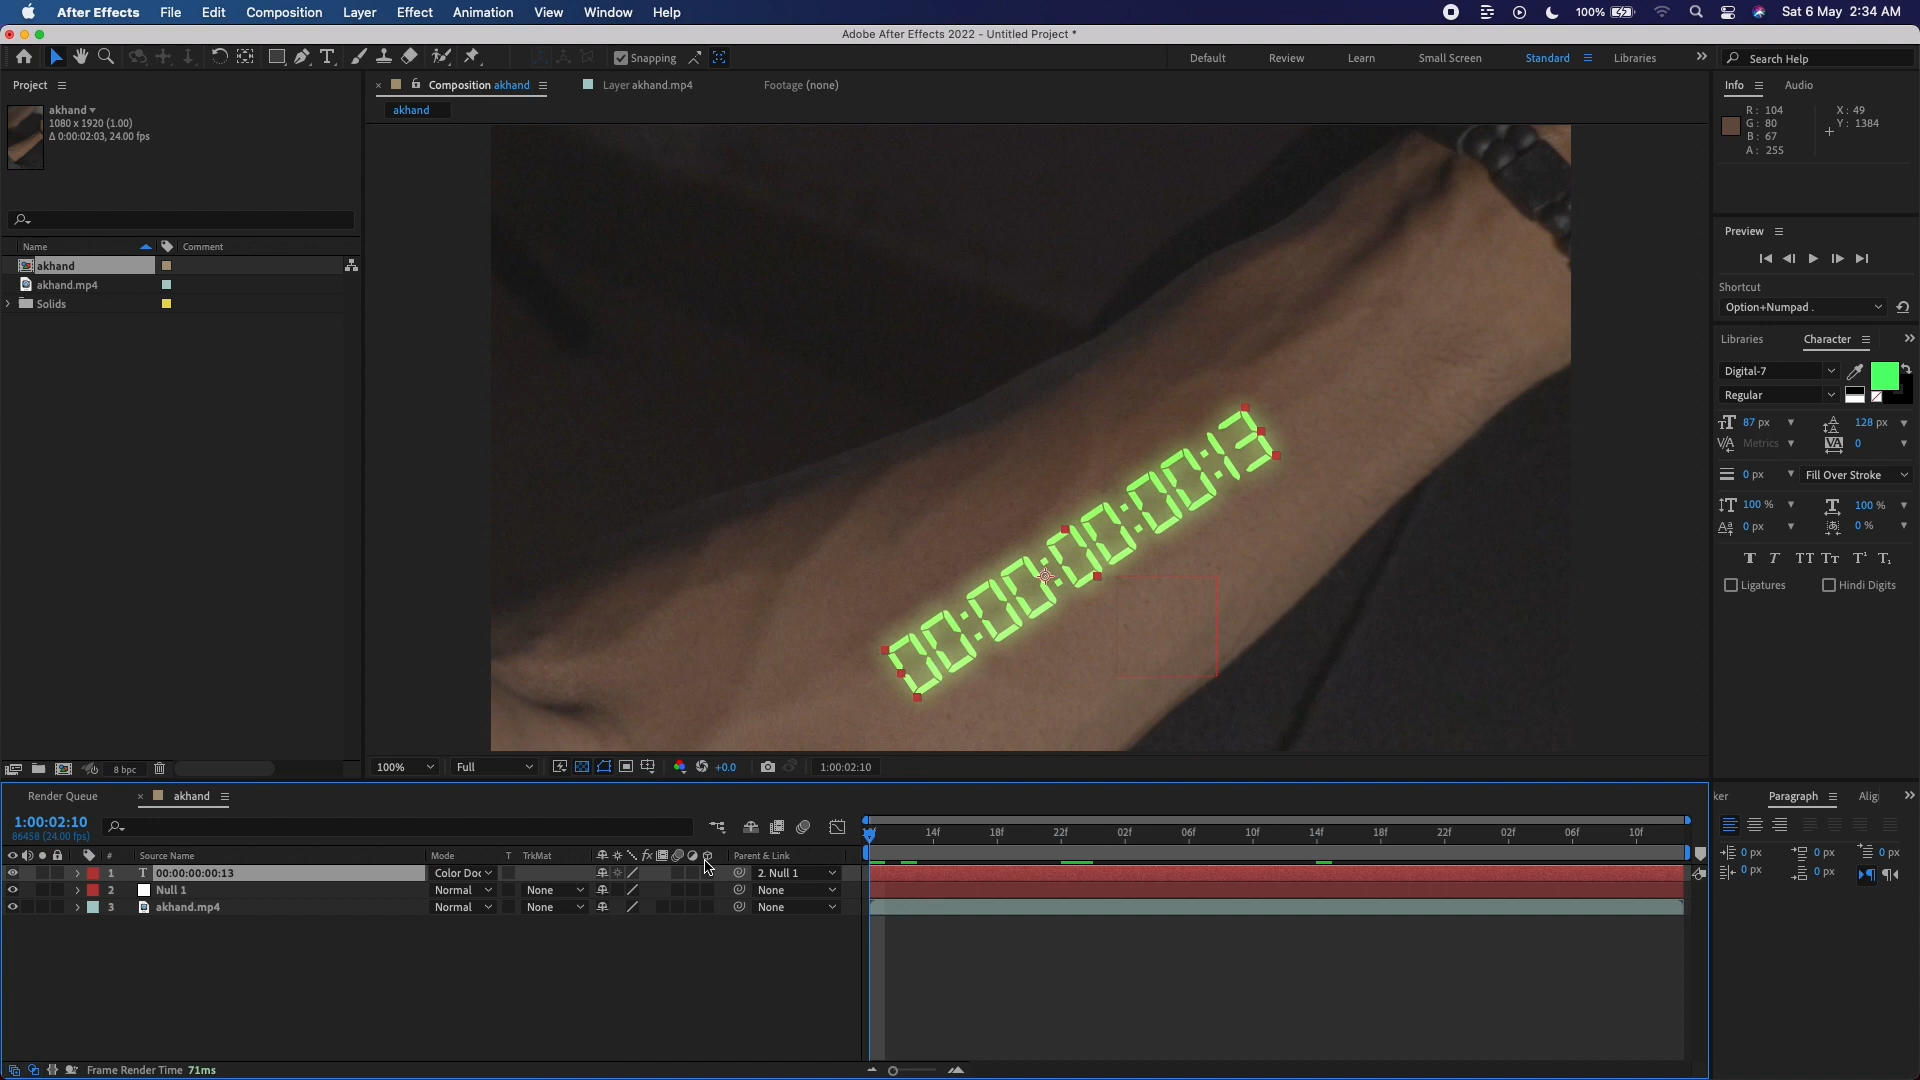 After Effects File Edit Composition Layer Effect Animation View Window Help 100% Sat 6 May 2:34 AM
Adobe After Effects 2022 - Untitled Project *
Snapping Default Review Learn Small Screen Standard Libraries Search Help
Project
akhand
1080 x 1920 (1.00)
Δ 0:00:02:03, 24.00 fps
Name Comment
akhand
akhand.mp4
Solids
8 bpc
Composition akhand Layer akhand.mp4 Footage (none)
akhand
00:00:00:00:13
100% Full +0.0 1:00:02:10
Info Audio
R: 104 X: 49
G: 80 Y: 1384
B: 67
A: 255
Preview
Shortcut
Option+Numpad .
Libraries Character
Digital-7
Regular
87 px 128 px
Metrics 0
0 px Fill Over Stroke
100 % 100 %
0 px 0 %
Ligatures Hindi Digits
Render Queue akhand
1:00:02:10
86458 (24.00 fps)
14f 18f 22f 02f 06f 10f 14f 18f 22f 02f 06f 10f
# Source Name Mode T TrkMat Parent & Link
1 T 00:00:00:00:13 Color Doc 2. Null 1
2 Null 1 Normal None None
3 akhand.mp4 Normal None None
Frame Render Time 71ms
ker Paragraph Alig
0 px 0 px 0 px
0 px 0 px